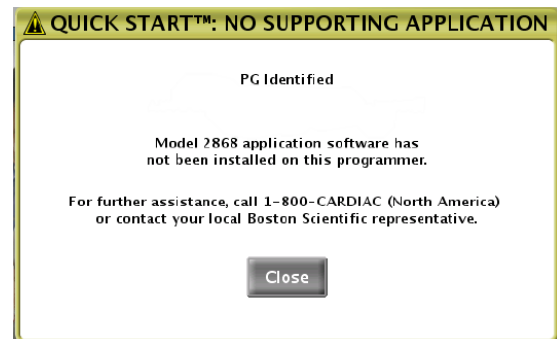 QUICK START™: NO SUPPORTING APPLICATION
PG Identified
Model 2868 application software has
not been installed on this programmer.
For further assistance, call 1-800-CARDIAC (North America)
or contact your local Boston Scientific representative.
Close